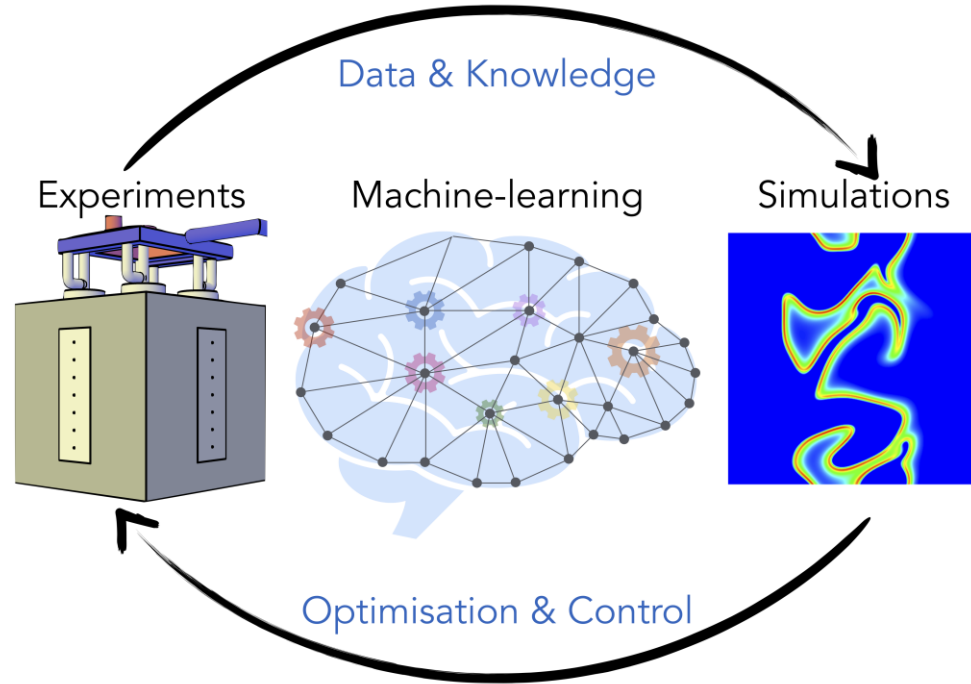 Data & Knowledge
Experiments
Machine-learning
Simulations
Optimisation & Control